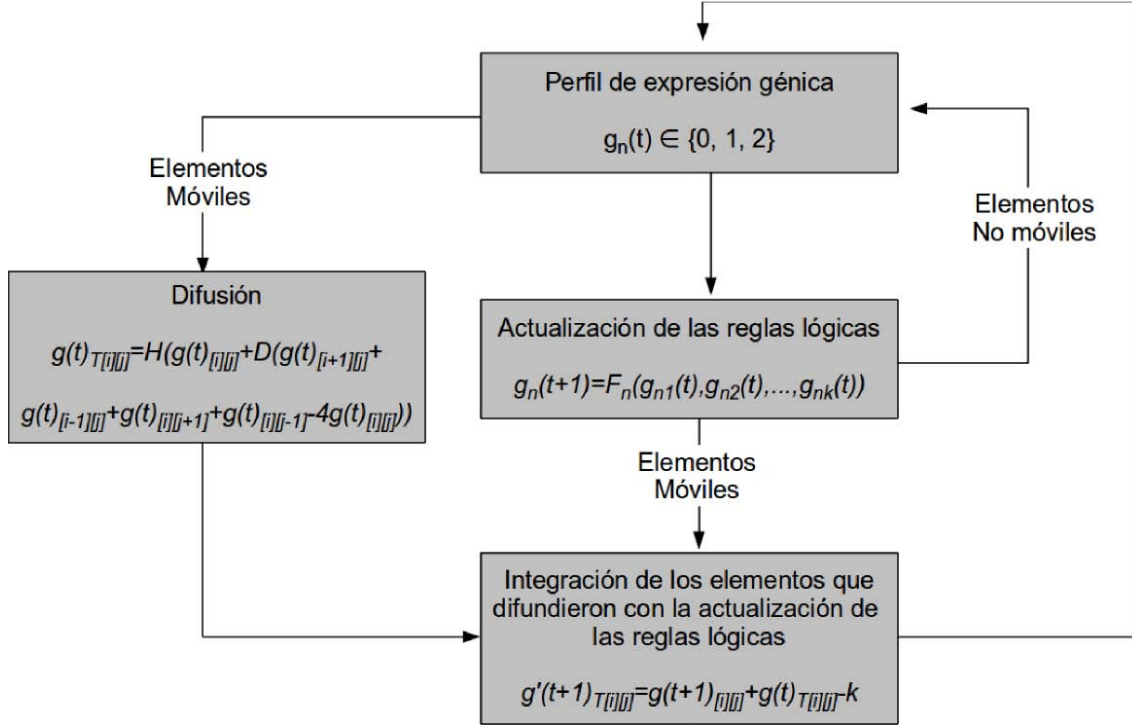 Perfil de expresión génica
gn(t) ∈ {0, 1, 2}
Elementos
Móviles
Elementos
No móviles
Difusión
g(t)T[i][j]=H(g(t)[i][j]+D(g(t)[i+1][j]+
g(t)[i-1][j]+g(t)[i][j+1]+g(t)[i][j-1]-4g(t)[i][j]))
Actualización de las reglas lógicas
gn(t+1)=Fn(gn1(t),gn2(t),...,gnk(t))
Elementos
Móviles
Integración de los elementos que
difundieron con la actualización de
las reglas lógicas
g'(t+1)T[i][j]=g(t+1)[i][j]+g(t)T[i][j]-k